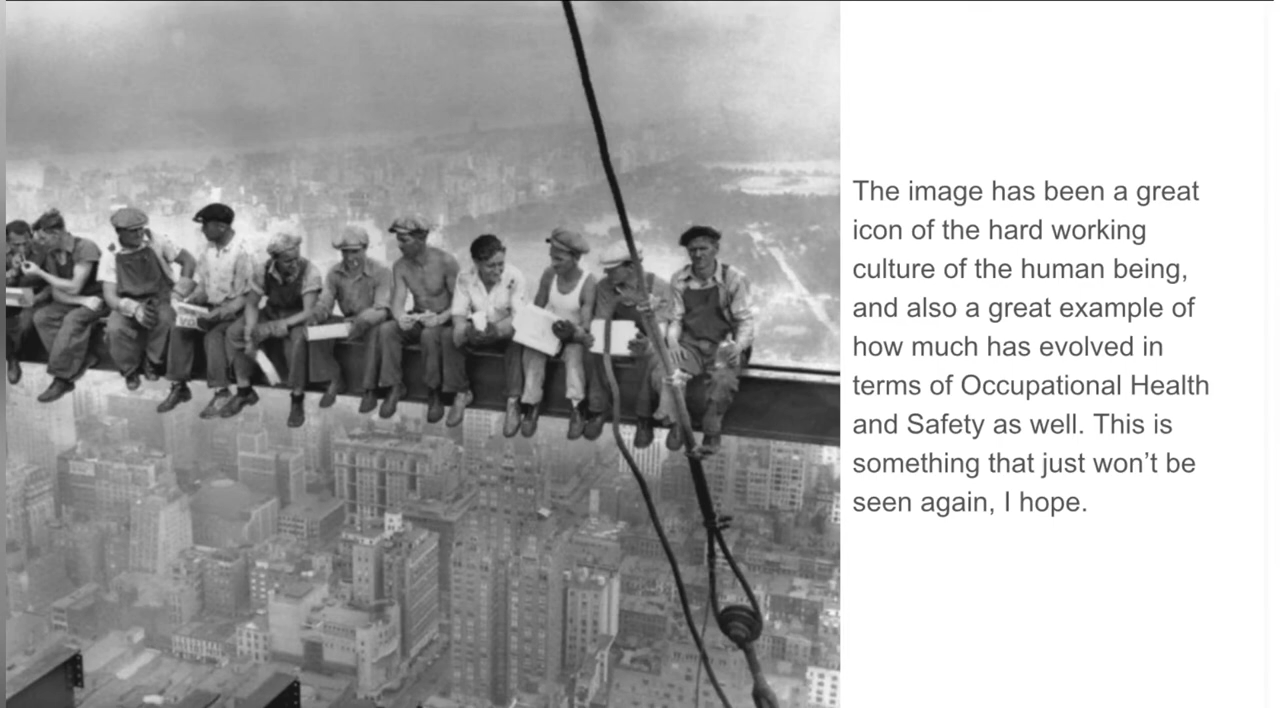 The image has been a great
icon of the hard working
culture of the human being,
and also a great example of
how much has evolved in
terms of Occupational Health
and Safety as well. This is
something that just won’t be
seen again, I hope.